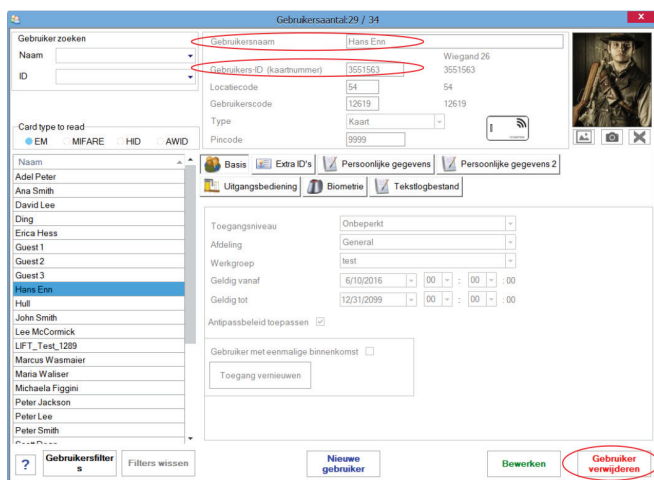 Gebruikersaantal:29 / 34
x
Gebruiker zoeken
Naam
ID
Gebruikersnaam Hans Enn
Wiegand 26
Gebruikers-ID (kaartnummer) 3551563 3551563
Locatiecode 54 54
Gebruikerscode 12619 12619
Type Kaart
Pincode 9999
Card type to read
EM MIFARE HID AWID
Naam
Adel Peter
Ana Smith
David Lee
Ding
Erica Hess
Guest 1
Guest 2
Guest 3
Hans Enn
Hull
John Smith
Lee McCormick
LIFT_Test_1289
Marcus Wasmaier
Maria Waliser
Michaela Figgini
Peter Jackson
Peter Lee
Peter Smith
Basis Extra ID's Persoonlijke gegevens Persoonlijke gegevens 2
Uitgangsbediening Biometrie Tekstlogbestand
Toegangsniveau Onbeperkt
Afdeling General
Werkgroep test
Geldig vanaf 6/10/2016 00 : 00 : 00
Geldig tot 12/31/2099 00 : 00 : 00
Antipassbeleid toepassen
Gebruiker met eenmalige binnenkomst
Toegang vernieuwen
?
Gebruikersfilter
s
Filters wissen
Nieuwe
gebruiker
Bewerken
Gebruiker
verwijderen